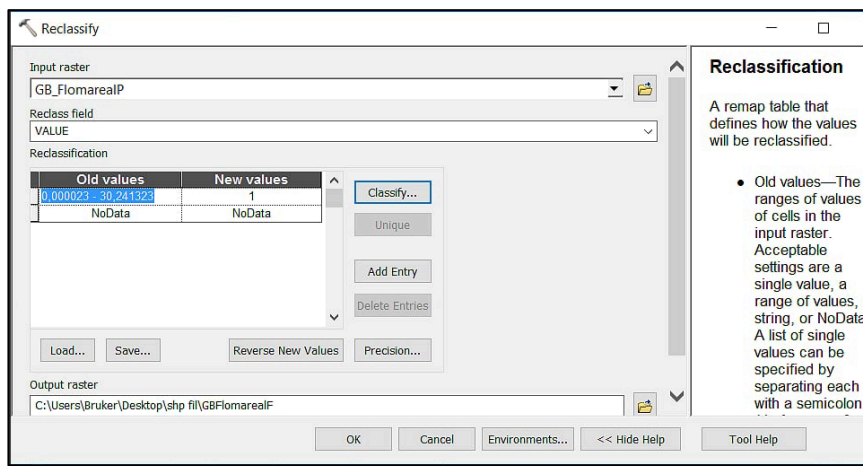 Reclassify
Input raster
GB_FlomarealP
Reclass field
VALUE
Reclassification
Old values New values
0,000023 - 30,241323 1
NoData NoData
Classify...
Unique
Add Entry
Delete Entries
Load... Save... Reverse New Values Precision...
Output raster
C:\Users\Bruker\Desktop\shp fil\GBFlomarealF
OK Cancel Environments... << Hide Help Tool Help
Reclassification
A remap table that
defines how the values
will be reclassified.
• Old values—The
ranges of values
of cells in the
input raster.
Acceptable
settings are a
single value, a
range of values,
string, or NoData
A list of single
values can be
specified by
separating each
with a semicolon